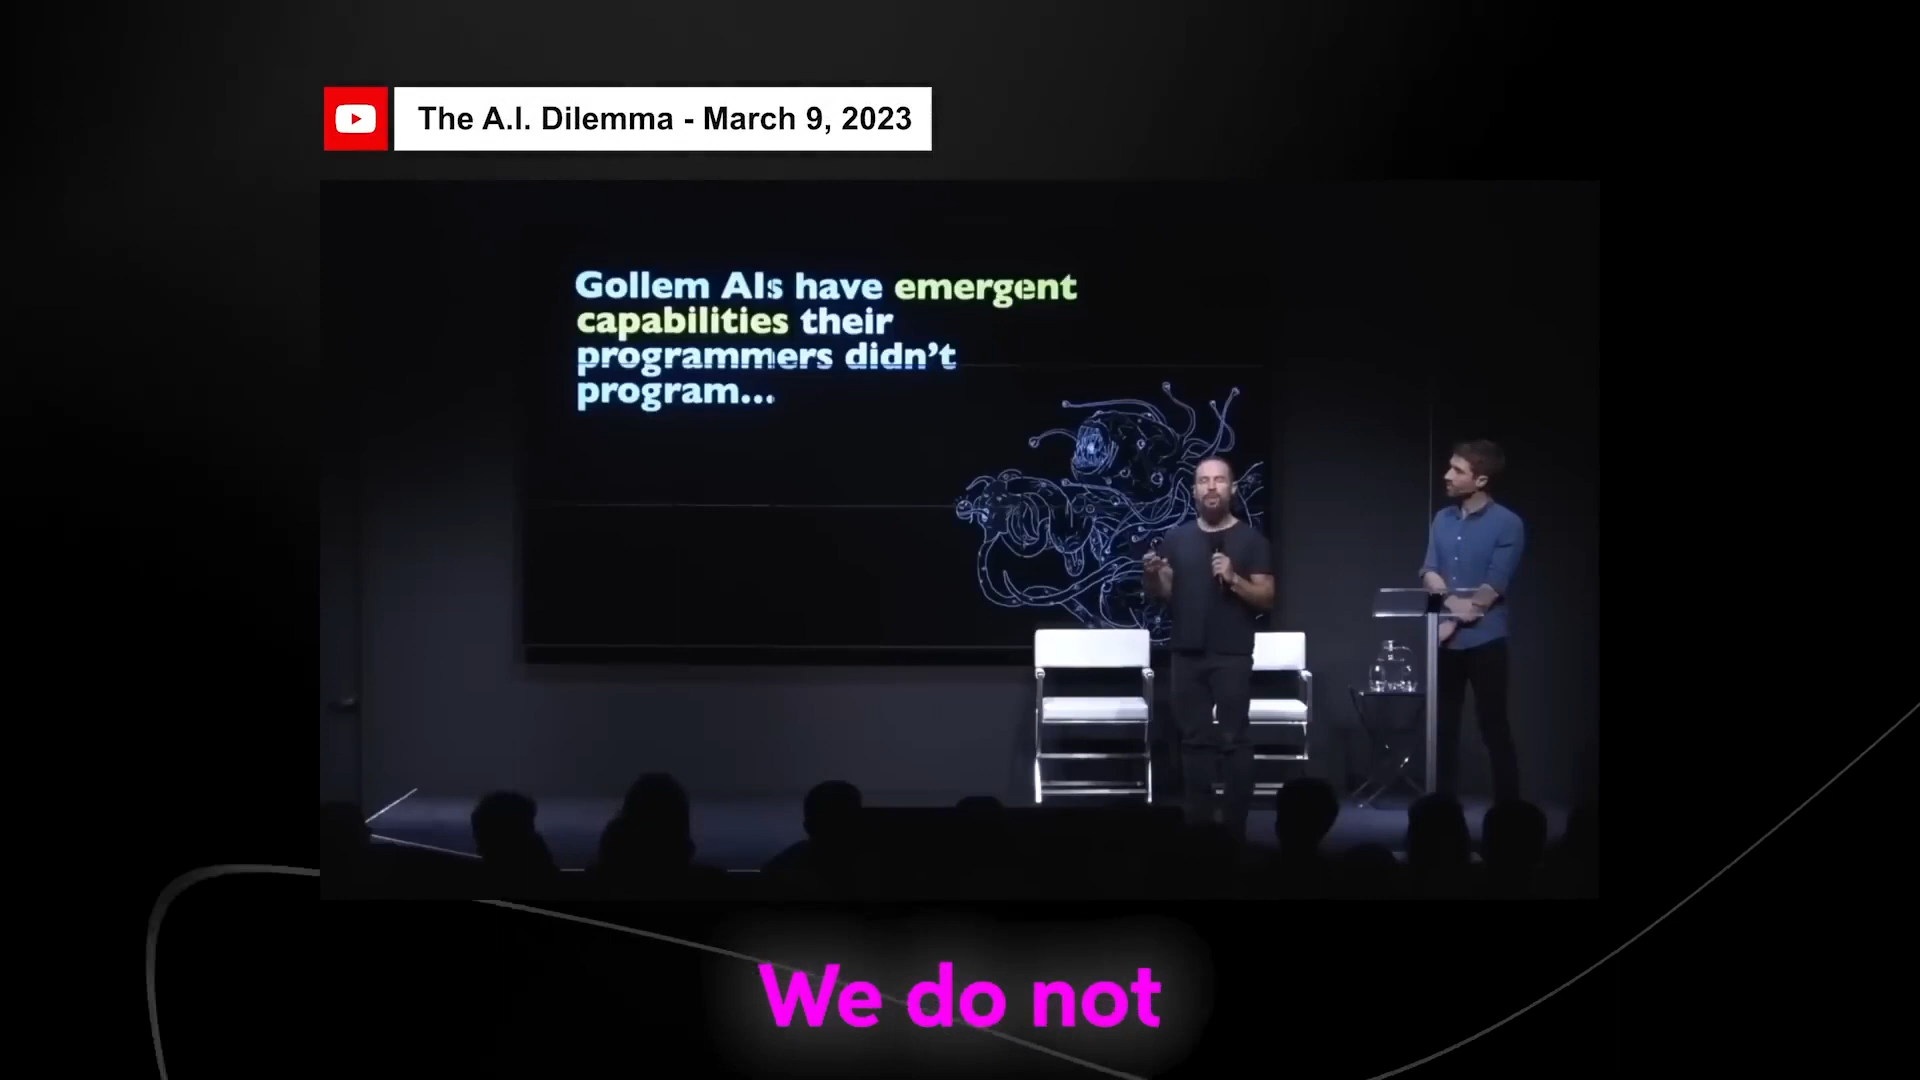 The A.I. Dilemma - March 9, 2023
Gollem AIs have emergent
capabilities their
programmers didn't
program...
We do not